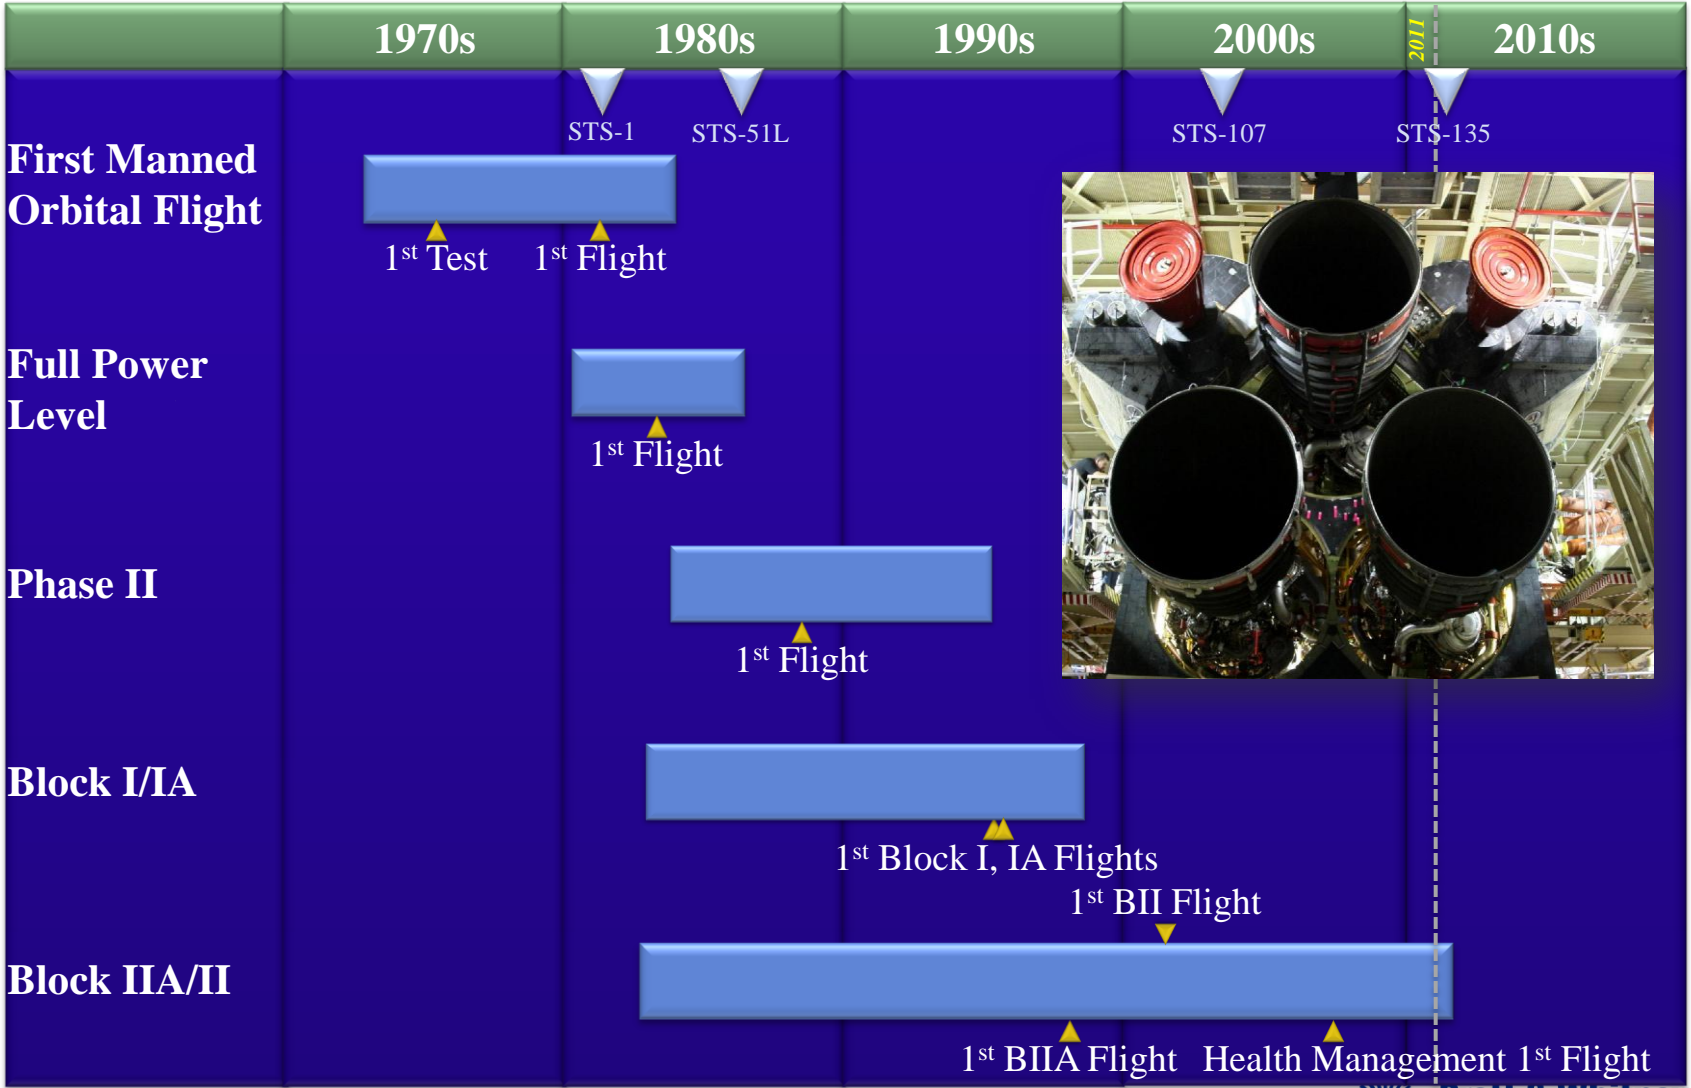 1970s 1980s 1990s 2000s 2011 2010s
STS-1 STS-51L STS-107 STS-135
First Manned
Orbital Flight
1st Test 1st Flight
Full Power
Level
1st Flight
Phase II
1st Flight
Block I/IA
1st Block I, IA Flights
1st BII Flight
Block IIA/II
1st BIIA Flight Health Management 1st Flight